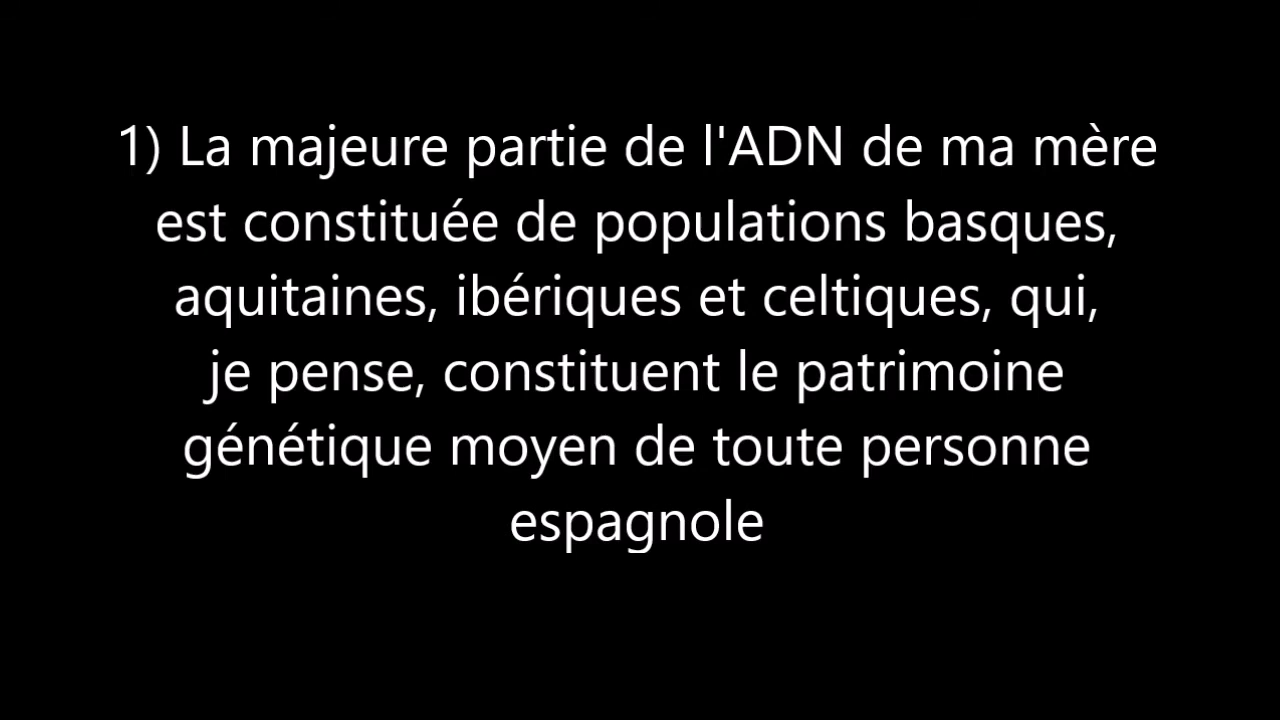 1) La majeure partie de l'ADN de ma mère
est constituée de populations basques,
aquitaines, ibériques et celtiques, qui,
je pense, constituent le patrimoine
génétique moyen de toute personne
espagnole